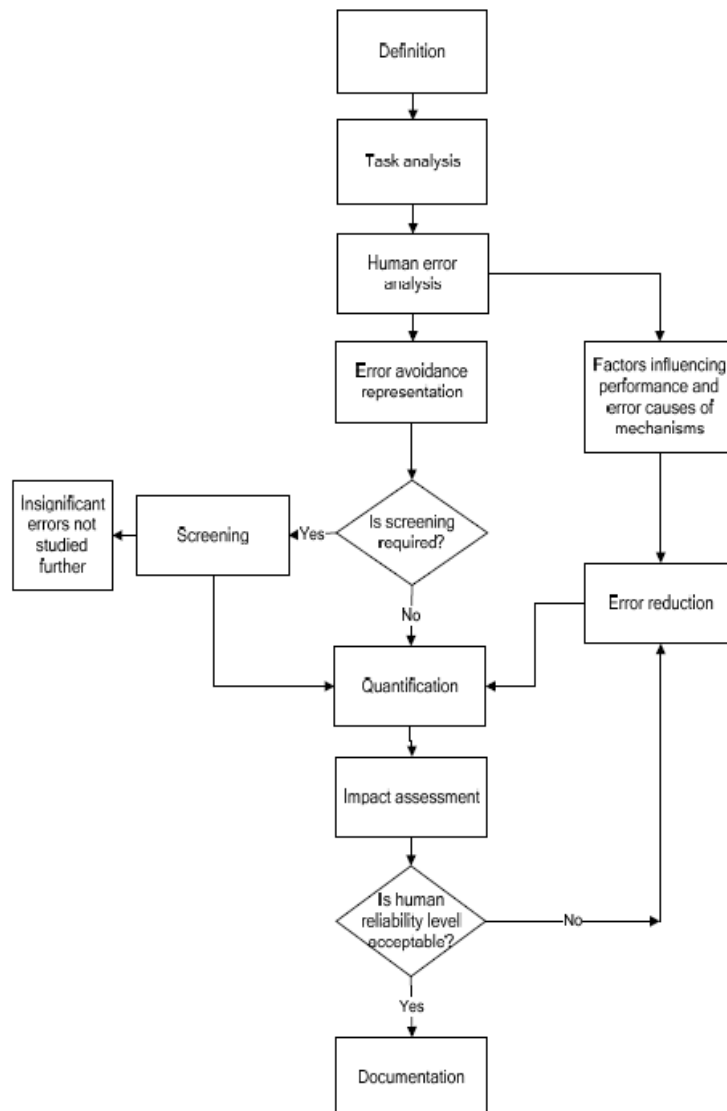 Definition
Task analysis
Human error
analysis
Error avoidance
representation
Factors influencing
performance and
error causes of
mechanisms
Insignificant
errors not
studied
further
Screening
Yes
Is screening
required?
No
Error reduction
Quantification
Impact assessment
Is human
reliability level
acceptable?
No
Yes
Documentation